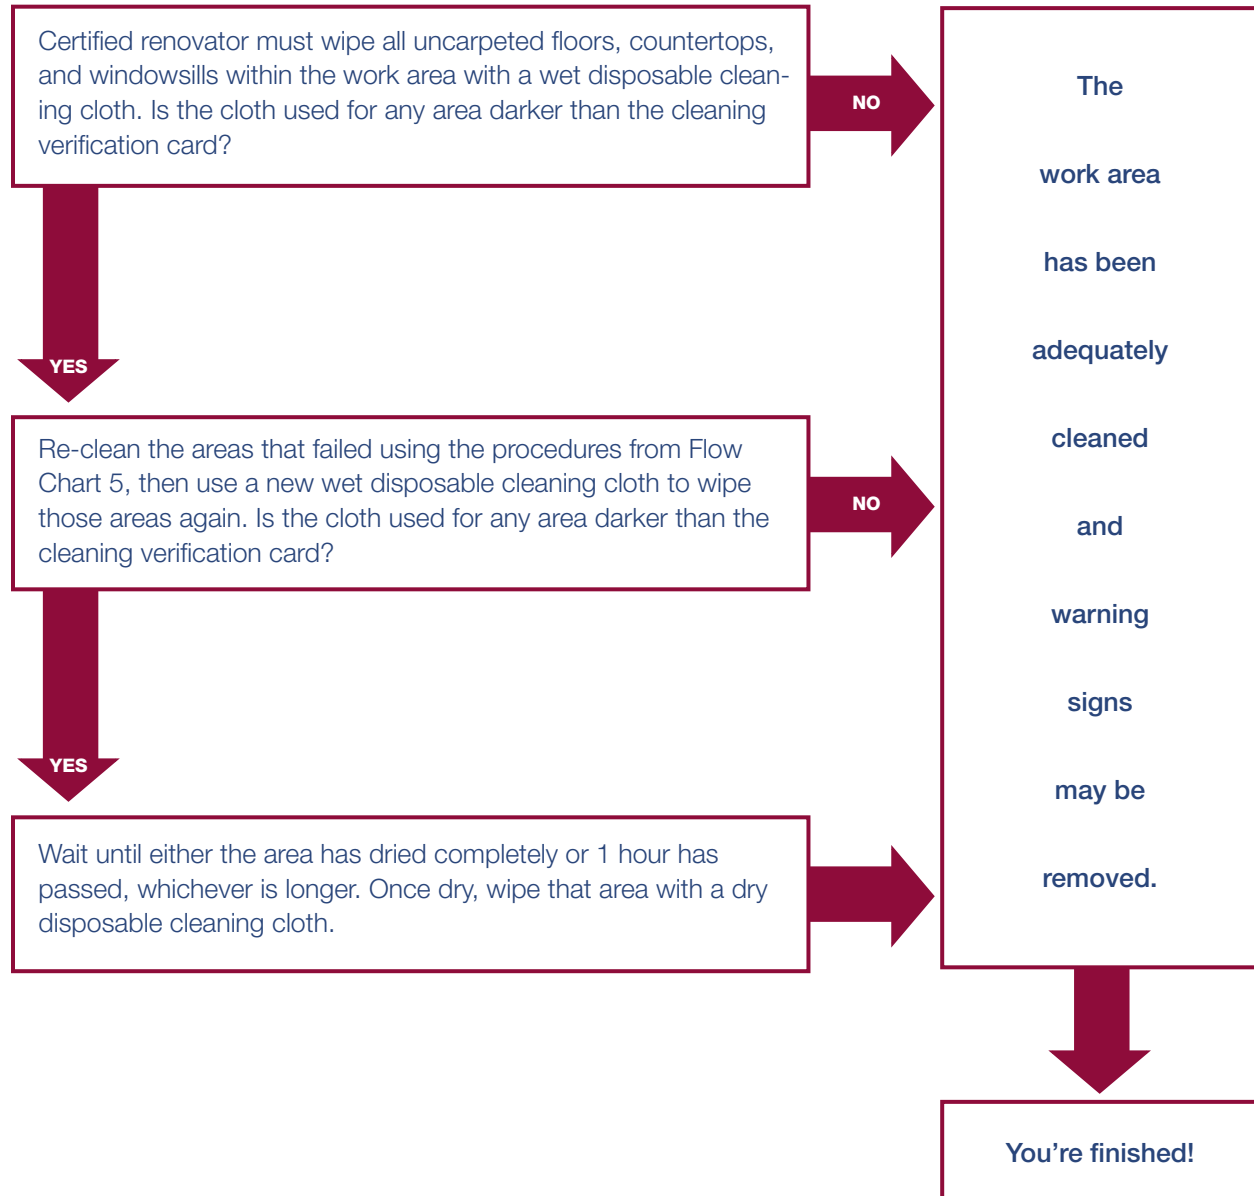 Certified renovator must wipe all uncarpeted floors, countertops,
and windowsills within the work area with a wet disposable clean-
ing cloth. Is the cloth used for any area darker than the cleaning
verification card?
NO
YES
Re-clean the areas that failed using the procedures from Flow
Chart 5, then use a new wet disposable cleaning cloth to wipe
those areas again. Is the cloth used for any area darker than the
cleaning verification card?
NO
YES
Wait until either the area has dried completely or 1 hour has
passed, whichever is longer. Once dry, wipe that area with a dry
disposable cleaning cloth.
The
work area
has been
adequately
cleaned
and
warning
signs
may be
removed.
You're finished!